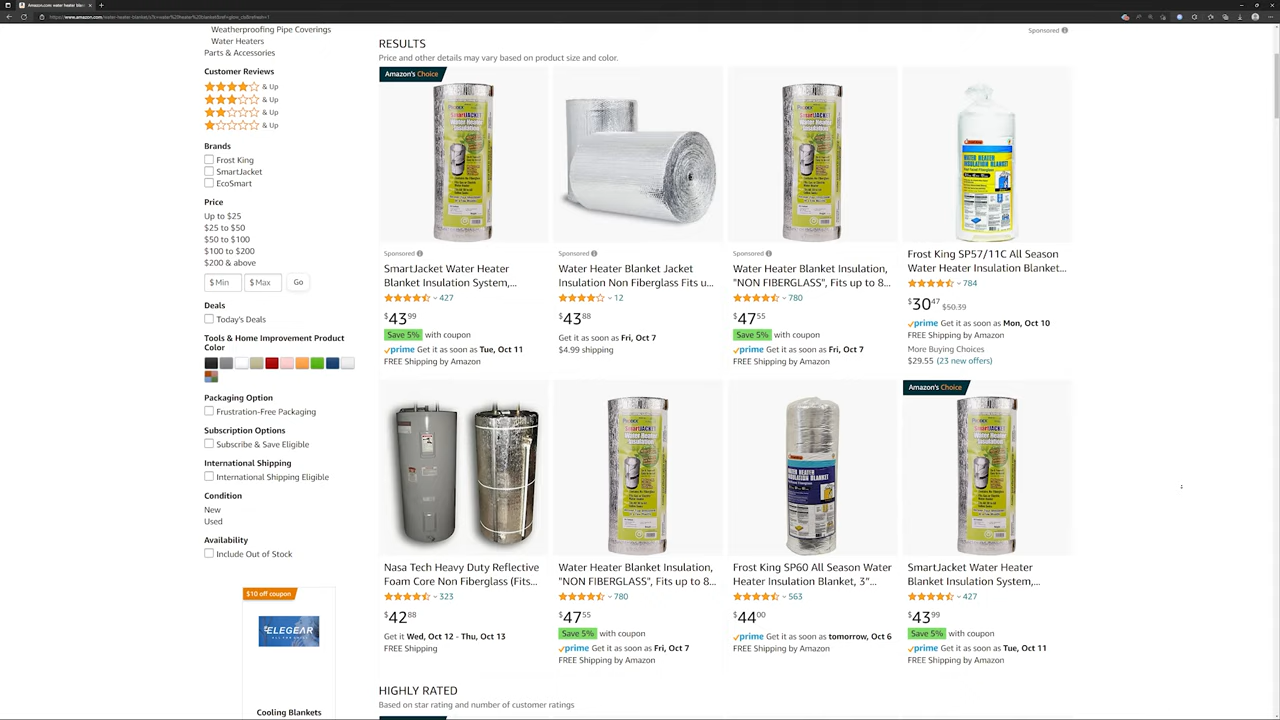 Amazon.com water heater blan
Weatherproofing Pipe Coverings
Water Heaters
Parts & Accessories
Customer Reviews
& Up
& Up
& Up
& Up
Brands
Frost King
SmartJacket
EcoSmart
Price
Up to $25
$25 to $50
$50 to $100
$100 to $200
$200 & above
$ Min
$ Max
Go
Deals
Today's Deals
Tools & Home Improvement Product
Color
Packaging Option
Frustration-Free Packaging
Subscription Options
Subscribe & Save Eligible
International Shipping
International Shipping Eligible
Condition
New
Used
Availability
Include Out of Stock
$10 off coupon
ELEGEAR
Cooling Blankets
Sponsored
RESULTS
Price and other details may vary based on product size and color.
Amazon's Choice
Sponsored
SmartJacket Water Heater
Blanket Insulation System,...
427
$43.99
Save 5% with coupon
prime Get it as soon as Tue, Oct 11
FREE Shipping by Amazon
Sponsored
Water Heater Blanket Jacket
Insulation Non Fiberglass Fits u...
12
$43.88
Get it as soon as Fri, Oct 7
$4.99 shipping
Sponsored
Water Heater Blanket Insulation,
"NON FIBERGLASS", Fits up to 8...
780
$47.55
Save 5% with coupon
prime Get it as soon as Fri, Oct 7
FREE Shipping by Amazon
WATER HEATER
INSULATION BLANKET
Frost King SP57/11C All Season
Water Heater Insulation Blanket...
784
$30.47 $50.39
prime Get it as soon as Mon, Oct 10
FREE Shipping by Amazon
More Buying Choices
$29.55 (23 new offers)
Nasa Tech Heavy Duty Reflective
Foam Core Non Fiberglass (Fits...
323
$42.88
Get it Wed, Oct 12 - Thu, Oct 13
FREE Shipping
Water Heater Blanket Insulation,
"NON FIBERGLASS", Fits up to 8...
780
$47.55
Save 5% with coupon
prime Get it as soon as Fri, Oct 7
FREE Shipping by Amazon
Frost King SP60 All Season Water
Heater Insulation Blanket, 3"...
563
$44.00
prime Get it as soon as tomorrow, Oct 6
FREE Shipping by Amazon
Amazon's Choice
SmartJacket Water Heater
Blanket Insulation System,...
427
$43.99
Save 5% with coupon
prime Get it as soon as Tue, Oct 11
FREE Shipping by Amazon
HIGHLY RATED
Based on star rating and number of customer ratings